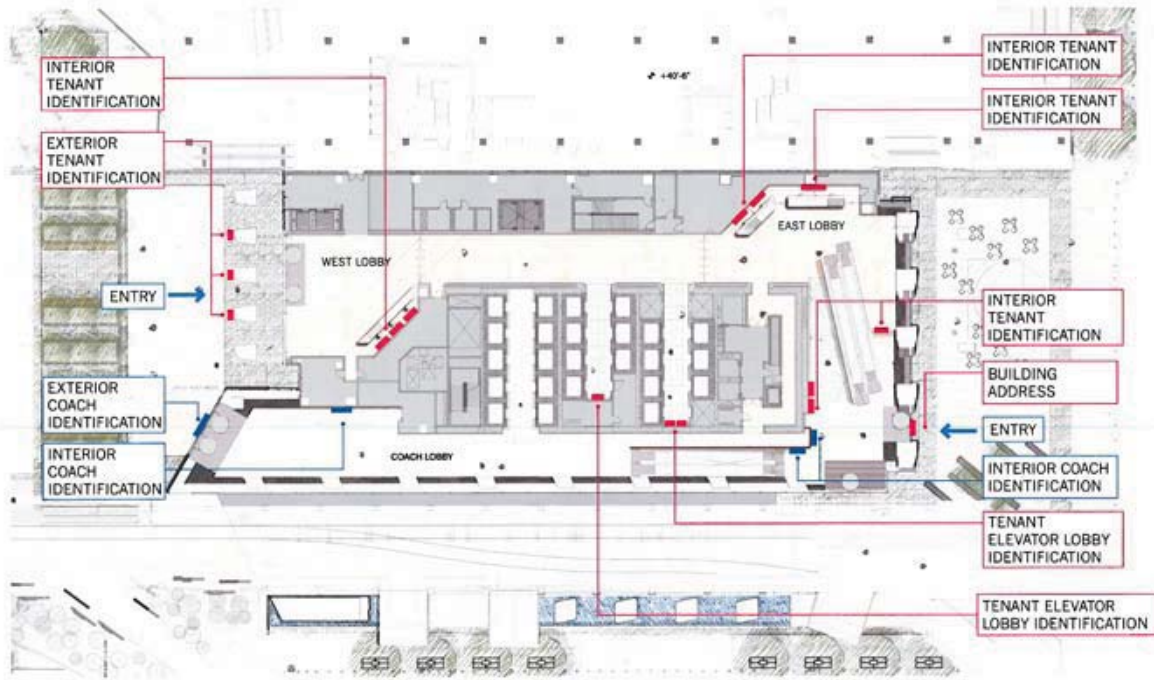 INTERIOR
TENANT
IDENTIFICATION
EXTERIOR
TENANT
IDENTIFICATION
ENTRY
EXTERIOR
COACH
IDENTIFICATION
INTERIOR
COACH
IDENTIFICATION
+40'-6"
WEST LOBBY
EAST LOBBY
COACH LOBBY
INTERIOR TENANT
IDENTIFICATION
INTERIOR TENANT
IDENTIFICATION
INTERIOR
TENANT
IDENTIFICATION
BUILDING
ADDRESS
ENTRY
INTERIOR COACH
IDENTIFICATION
TENANT
ELEVATOR LOBBY
IDENTIFICATION
TENANT ELEVATOR
LOBBY IDENTIFICATION